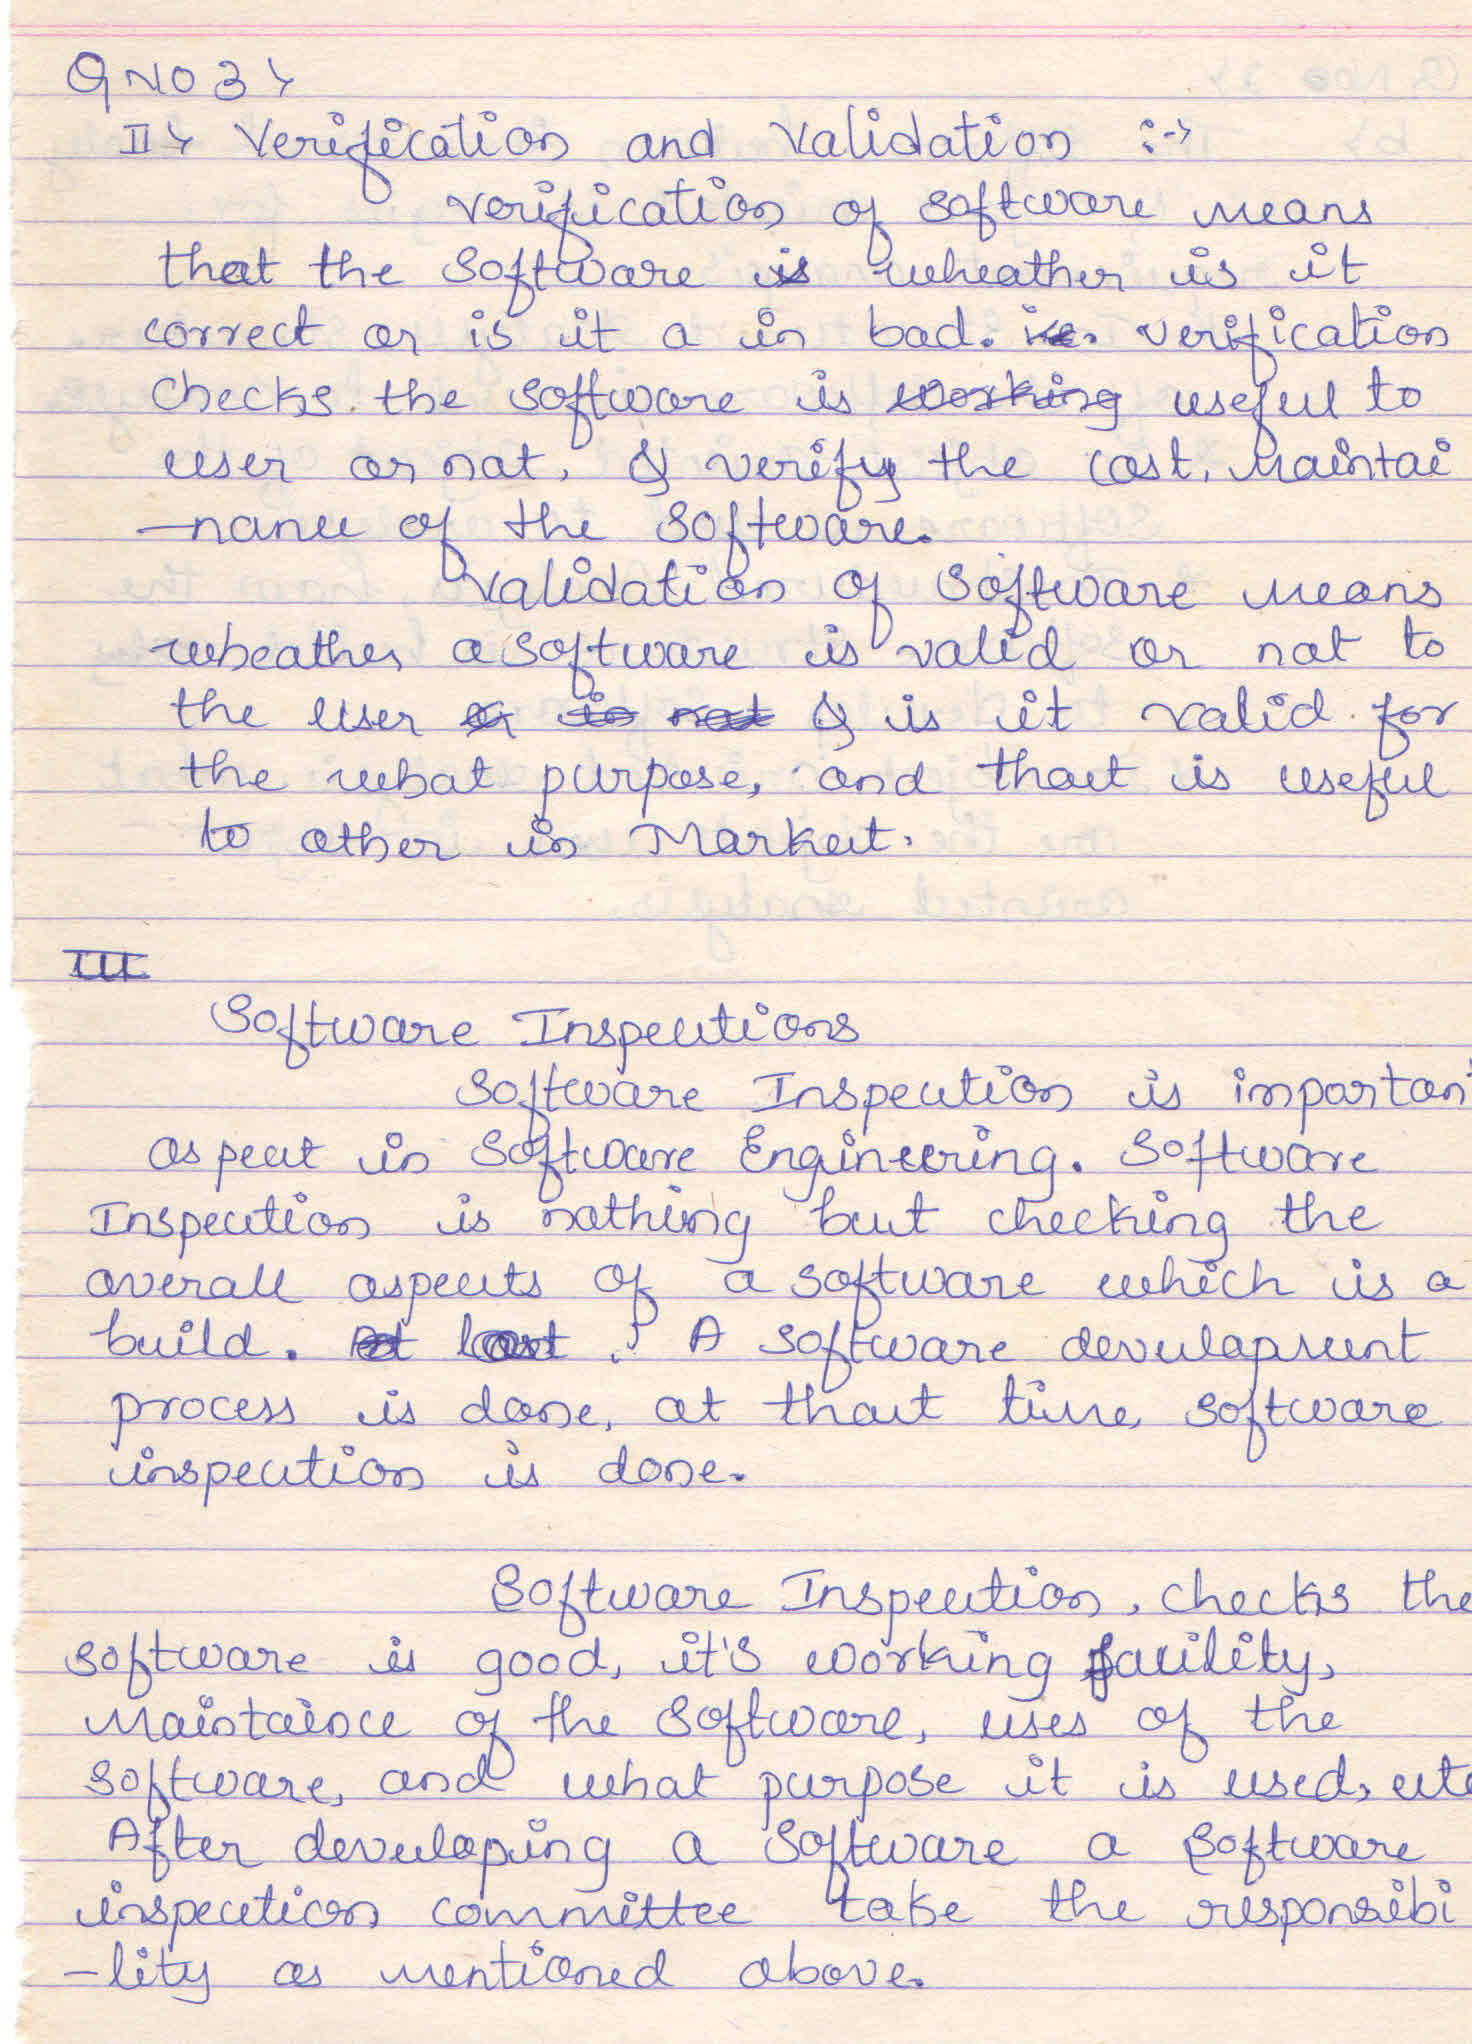 Q NO 3>
II> Verification and Validation :→
Verification of software means
that the software is wheather is it
correct or is it a in bad. i.e. verification
checks the software is working useful to
user or not, & verify the cost, Maintai
-nance of the software.
Validation of software means
wheather a software is valid or not to
the user or is not & is it valid for
the what purpose, and that is useful
to other in Market.
III
Software Inspections
Software Inspection is important
aspect in Software Engineering. Software
Inspection is nothing but checking the
overall aspects of a software which is a
build. At last , A software development
process is done, at that time software
inspection is done.
Software Inspection, checks the
software is good, it's working facility,
Maintaince of the software, uses of the
software, and what purpose it is used, etc
After developing a software a software
inspection committee take the responsibi
-lity as mentioned above.